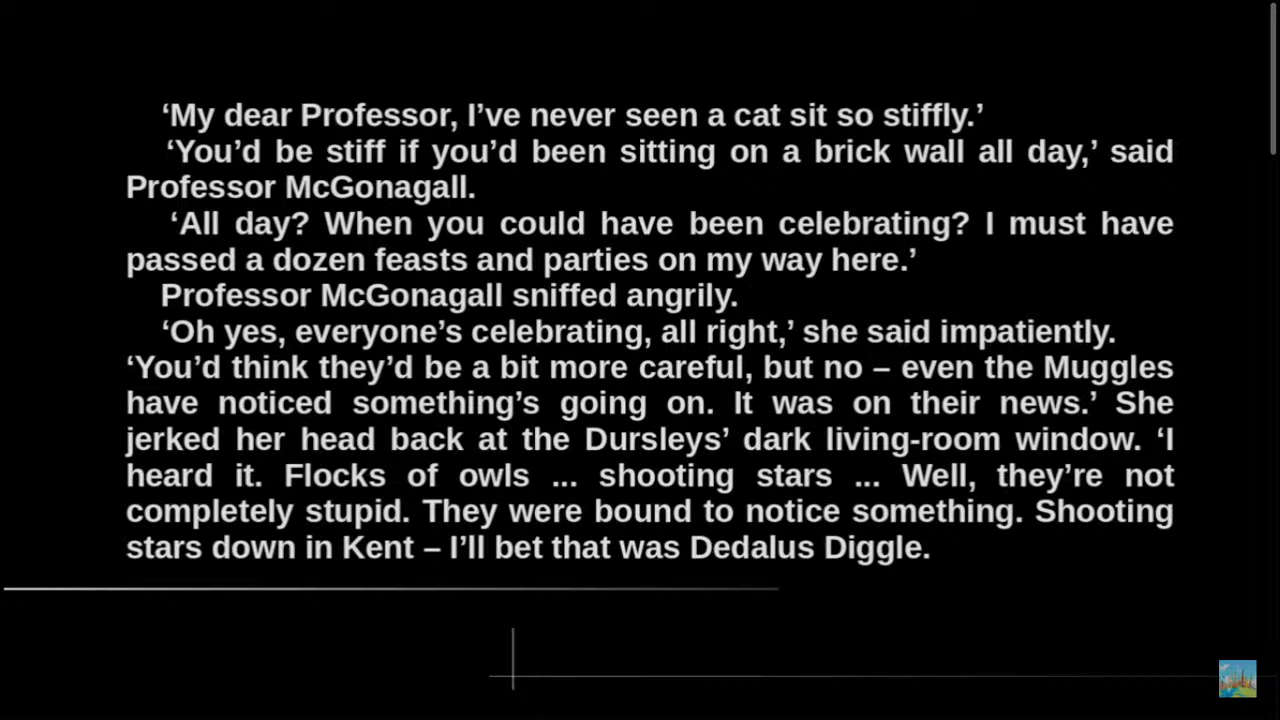 ‘My dear Professor, I’ve never seen a cat sit so stiffly.’
‘You’d be stiff if you’d been sitting on a brick wall all day,’ said
Professor McGonagall.
‘All day? When you could have been celebrating? I must have
passed a dozen feasts and parties on my way here.’
Professor McGonagall sniffed angrily.
‘Oh yes, everyone’s celebrating, all right,’ she said impatiently.
‘You’d think they’d be a bit more careful, but no – even the Muggles
have noticed something’s going on. It was on their news.’ She
jerked her head back at the Dursleys’ dark living-room window. ‘I
heard it. Flocks of owls ... shooting stars ... Well, they’re not
completely stupid. They were bound to notice something. Shooting
stars down in Kent – I’ll bet that was Dedalus Diggle.